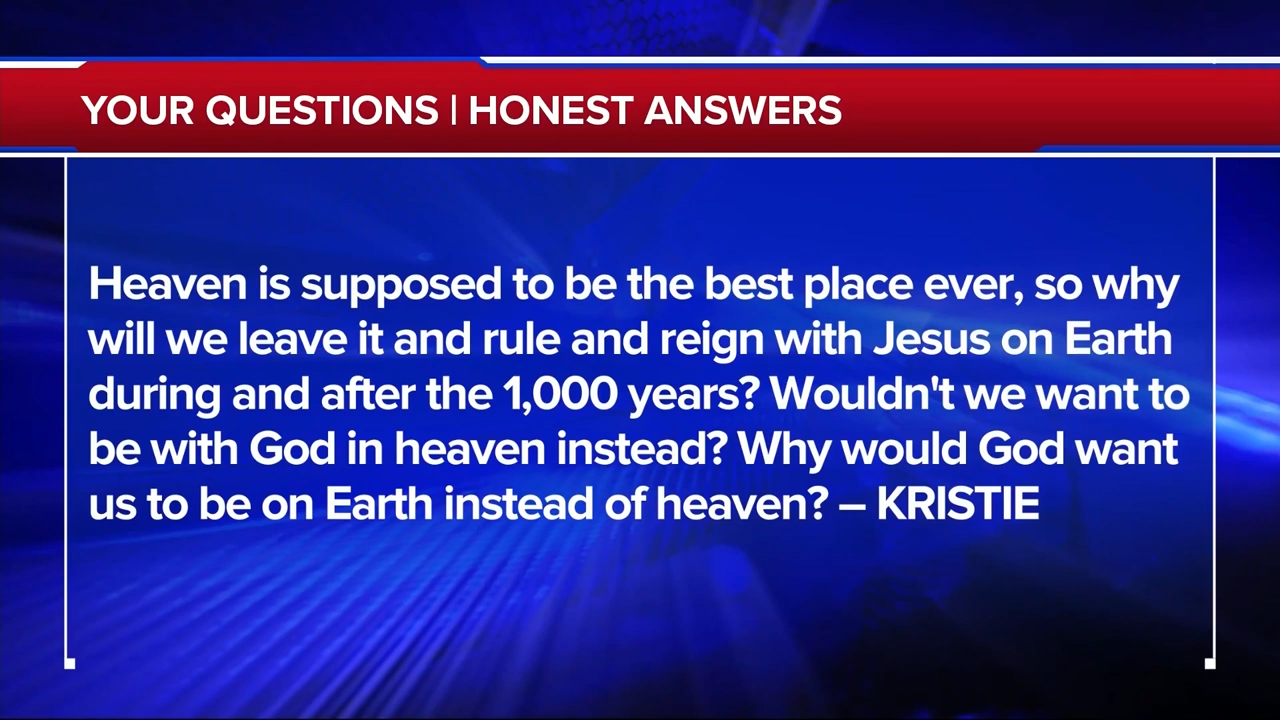 YOUR QUESTIONS | HONEST ANSWERS
Heaven is supposed to be the best place ever, so why
will we leave it and rule and reign with Jesus on Earth
during and after the 1,000 years? Wouldn't we want to
be with God in heaven instead? Why would God want
us to be on Earth instead of heaven? – KRISTIE